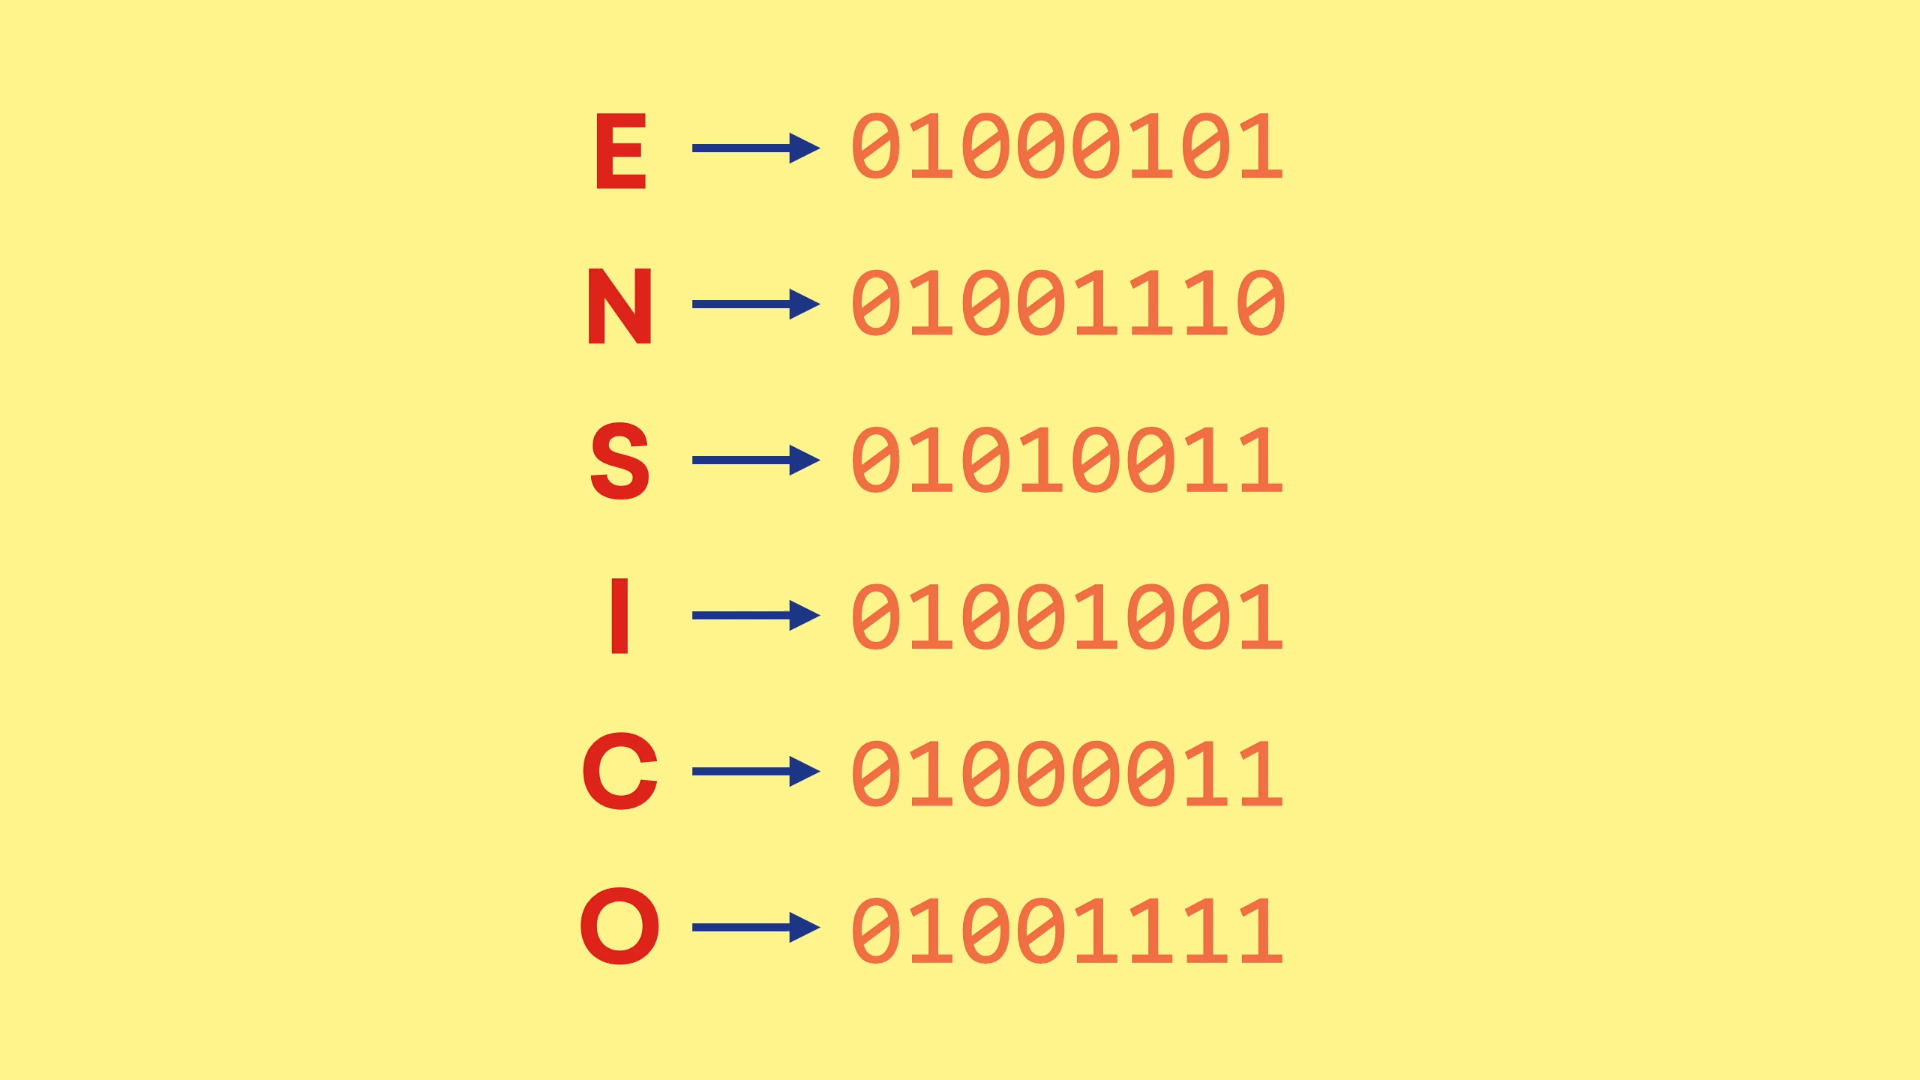 E → 01000101
N → 01001110
S → 01010011
I → 01001001
C → 01000011
O → 01001111